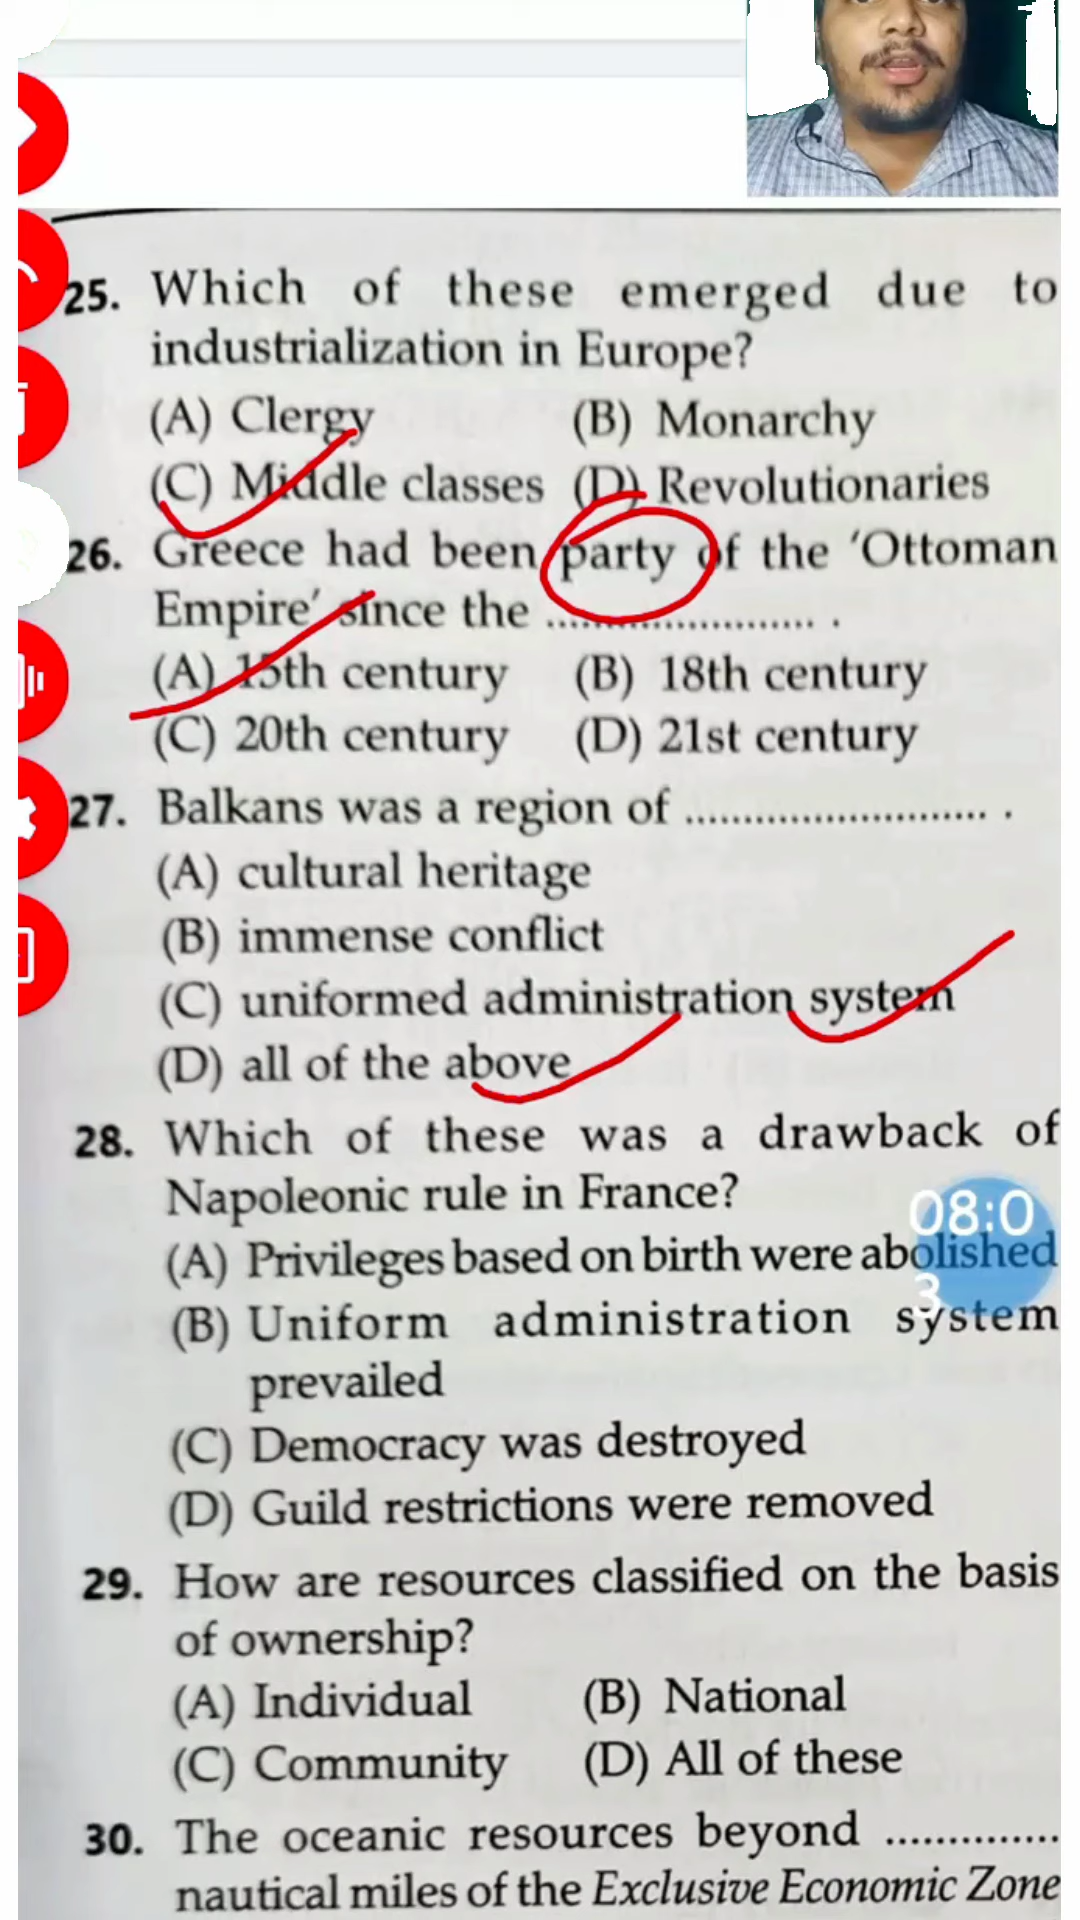 25. Which of these emerged due to
industrialization in Europe?
(A) Clergy (B) Monarchy
(C) Middle classes (D) Revolutionaries
26. Greece had been party of the ‘Ottoman
Empire’ since the ........................ .
(A) 15th century (B) 18th century
(C) 20th century (D) 21st century
27. Balkans was a region of .......................... .
(A) cultural heritage
(B) immense conflict
(C) uniformed administration system
(D) all of the above
28. Which of these was a drawback of
Napoleonic rule in France?
08:0
3
(A) Privileges based on birth were abolished
(B) Uniform administration system
prevailed
(C) Democracy was destroyed
(D) Guild restrictions were removed
29. How are resources classified on the basis
of ownership?
(A) Individual (B) National
(C) Community (D) All of these
30. The oceanic resources beyond ...............
nautical miles of the Exclusive Economic Zone